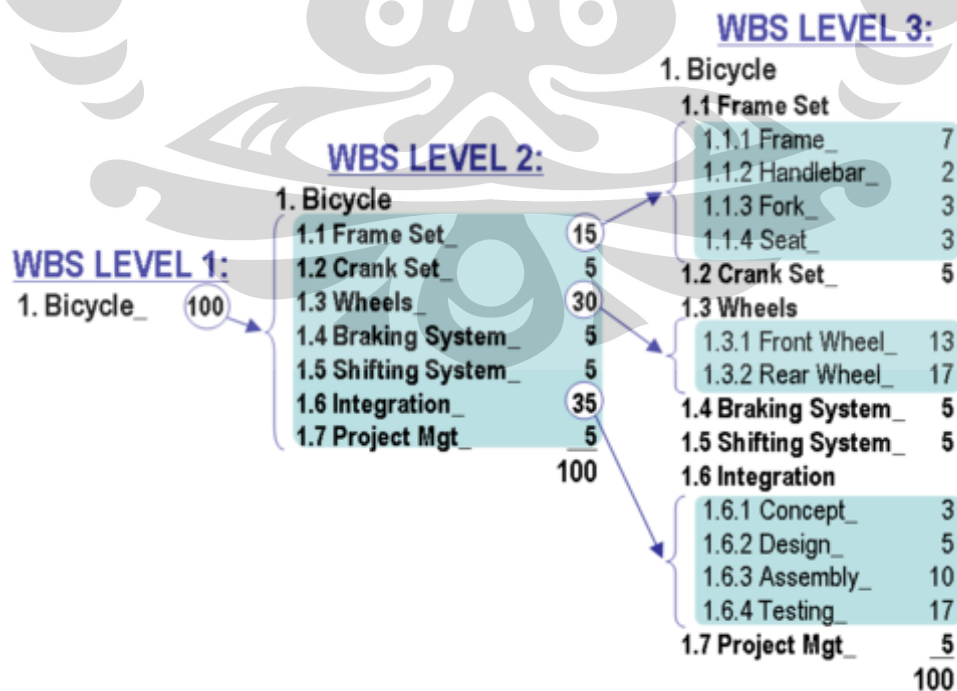 WBS LEVEL 1:
1. Bicycle_ 100
WBS LEVEL 2:
1. Bicycle
1.1 Frame Set_ 15
1.2 Crank Set_ 5
1.3 Wheels_ 30
1.4 Braking System_ 5
1.5 Shifting System_ 5
1.6 Integration_ 35
1.7 Project Mgt_ 5
100
WBS LEVEL 3:
1. Bicycle
1.1 Frame Set
1.1.1 Frame_ 7
1.1.2 Handlebar_ 2
1.1.3 Fork_ 3
1.1.4 Seat_ 3
1.2 Crank Set_ 5
1.3 Wheels
1.3.1 Front Wheel_ 13
1.3.2 Rear Wheel_ 17
1.4 Braking System_ 5
1.5 Shifting System_ 5
1.6 Integration
1.6.1 Concept_ 3
1.6.2 Design_ 5
1.6.3 Assembly_ 10
1.6.4 Testing_ 17
1.7 Project Mgt_ 5
100